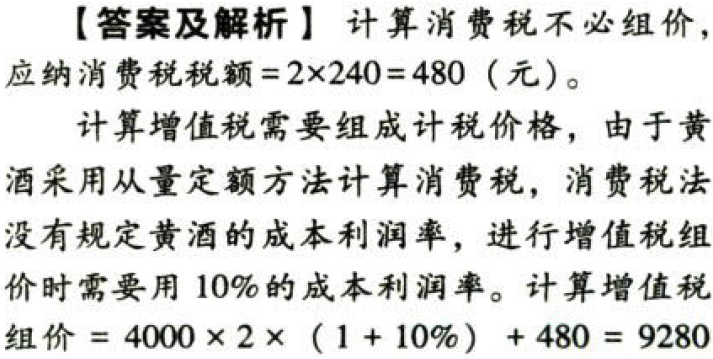 【答案及解析】 计算消费税不必组价，
应纳消费税税额=2×240=480（元）。
计算增值税需要组成计税价格，由于黄
酒采用从量定额方法计算消费税，消费税法
没有规定黄酒的成本利润率，进行增值税组
价时需要用 10%的成本利润率。计算增值税
组价 = 4000 × 2 ×（1 + 10%）+ 480 = 9280